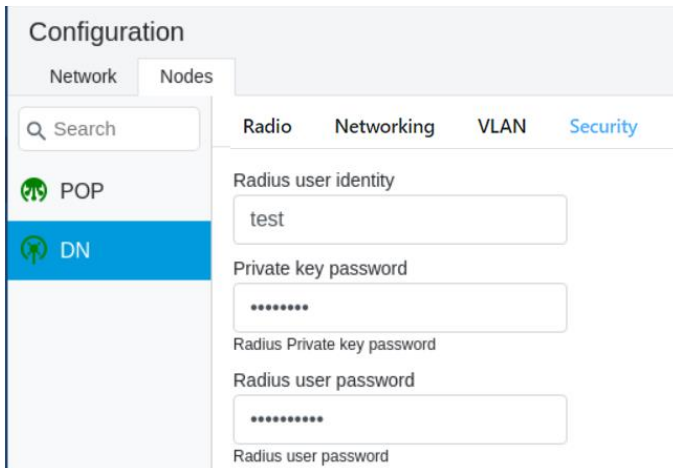 Configuration
Network Nodes
Search
Radio Networking VLAN Security
POP
DN
Radius user identity
test
Private key password
••••••••
Radius Private key password
Radius user password
••••••••••
Radius user password